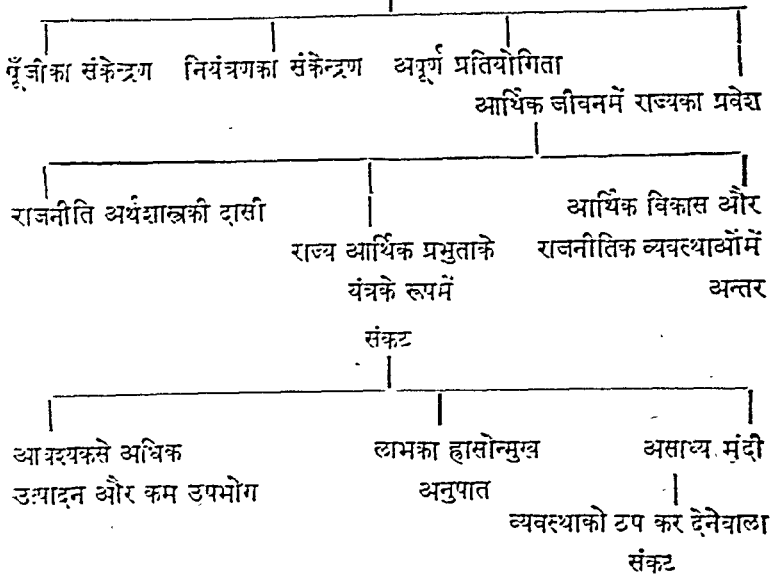 पूँजीका संकेन्द्रण नियंत्रणका संकेन्द्रण अपूर्ण प्रतियोगिता
आर्थिक जीवनमें राज्यका प्रवेश
राजनीति अर्थशास्त्रकी दासी
राज्य आर्थिक प्रभुताके
यंत्रके रूपमें
आर्थिक विकास और
राजनीतिक व्यवस्थाओंमें
अन्तर
संकट
आवश्यकसे अधिक
उत्पादन और कम उपभोग
लाभका ह्रासोन्मुख
अनुपात
असाध्य मंदी
व्यवस्थाको ठप कर देनेवाला
संकट